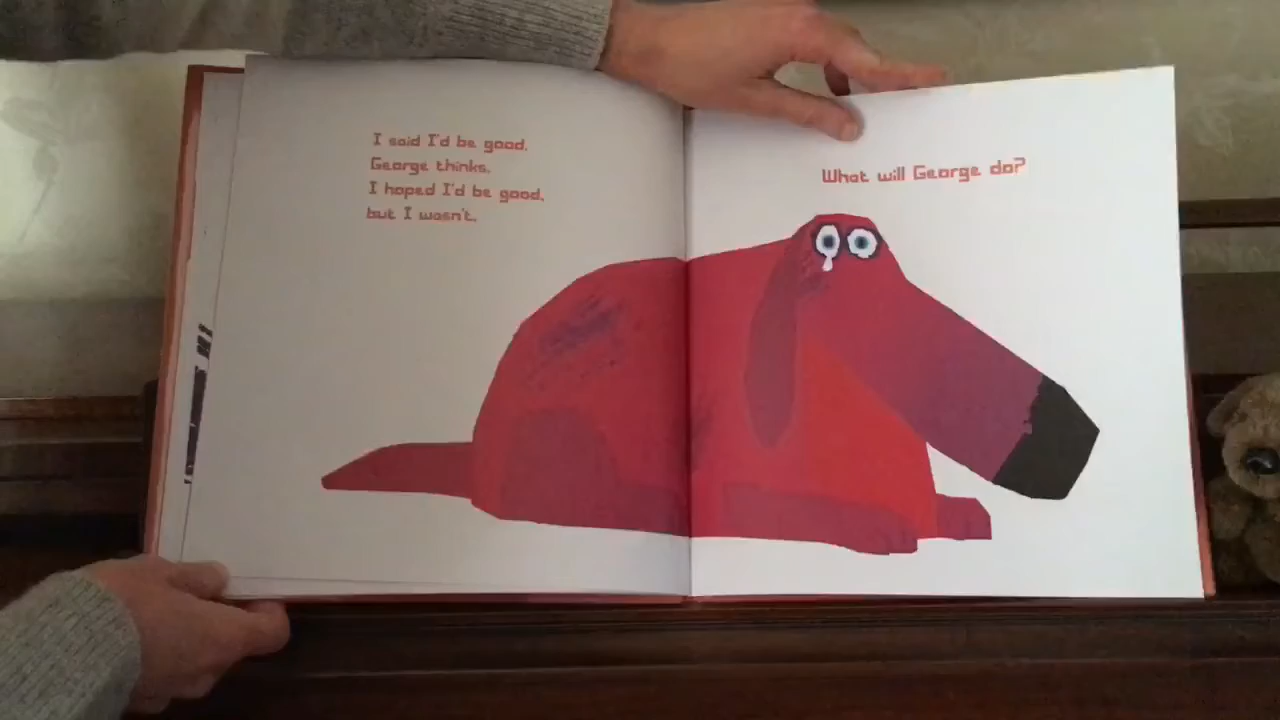 I said I'd be good,
George thinks.
I hoped I'd be good,
but I wasn't.
What will George do?